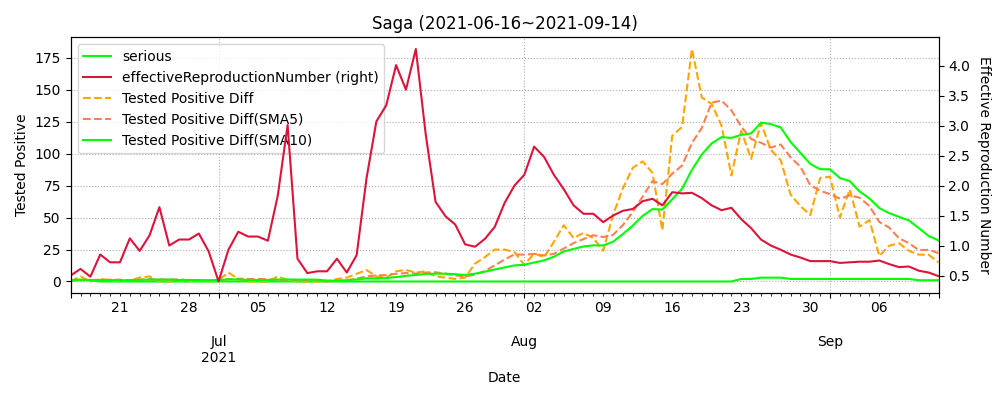 Saga (2021-06-16~2021-09-14)
serious
effectiveReproductionNumber (right)
Tested Positive Diff
Tested Positive Diff(SMA5)
Tested Positive Diff(SMA10)
Tested Positive
175
150
125
100
75
50
25
0
4.0
3.5
3.0
2.5
2.0
1.5
1.0
0.5
Effective Reproduction Number
21 28 05 12 19 26 02 09 16 23 30 06
Jul Aug Sep
2021
Date